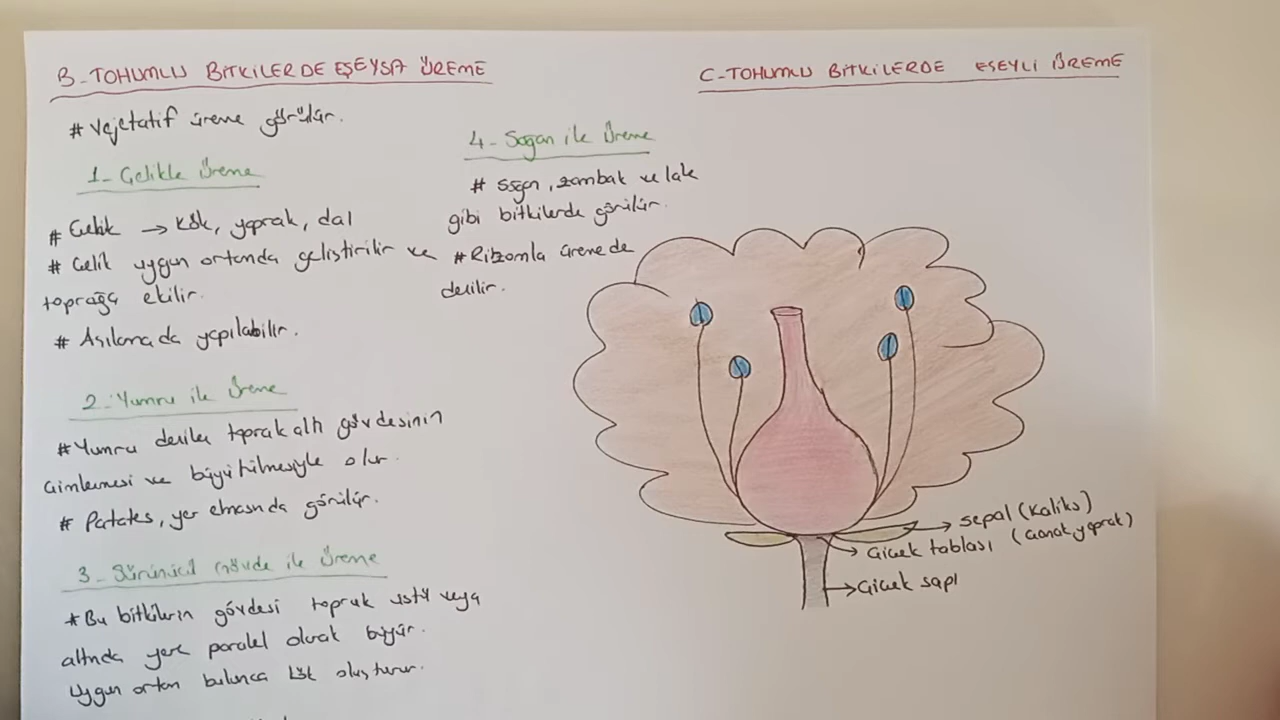 B-TOHUMLU BİTKİLERDE EŞEYSİZ ÜREME
# Vejetatif üreme görülür.
1- Çelikle Üreme
# Çelik → Kök, yaprak, dal
# Çelik uygun ortamda geliştirilir ve
toprağa ekilir.
# Aşılamada yapılabilir.
2- Yumru ile Üreme
# Yumru denilen toprak altı gövdesinin
çimlenmesi ve büyütülmesiyle olur.
# Patates, yer elmasında görülür.
3- Sürünücü Gövde ile Üreme
* Bu bitkilerin gövdesi toprak üstü veya
altında yere paralel olarak büyür.
Uygun ortam bulunca kök oluşturur.
4- Soğan ile Üreme
# Soğan, zambak ve lale
gibi bitkilerde görülür.
# Rizomla üremede
denilir.
C-TOHUMLU BİTKİLERDE EŞEYLİ ÜREME
sepal (Kaliks)
(çanak yaprak)
Çiçek tablası
Çiçek sapı